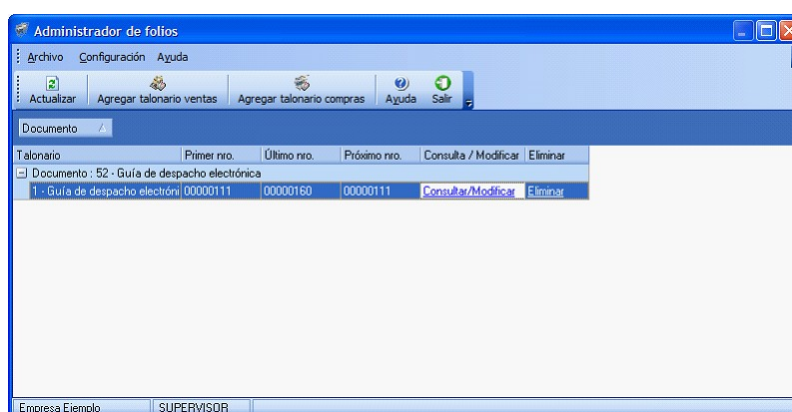 Administrador de folios
Archivo Configuración Ayuda
Actualizar Agregar talonario ventas Agregar talonario compras Ayuda Salir
Documento
Talonario Primer nro. Último nro. Próximo nro. Consulta / Modificar Eliminar
Documento : 52 - Guía de despacho electrónica
1 - Guía de despacho electróni 00000111 00000160 00000111 Consultar/Modificar Eliminar
Empresa Ejemplo SUPERVISOR